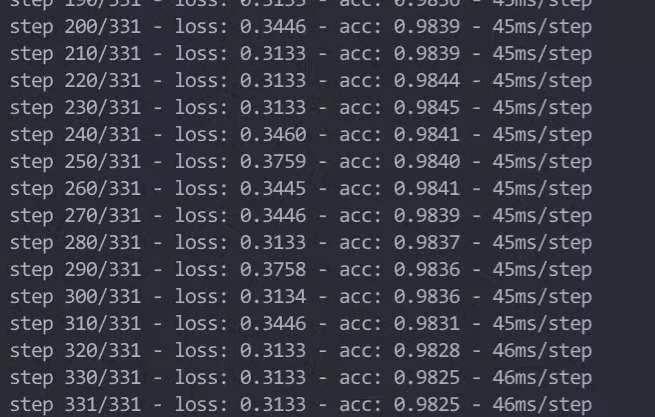 step 190/331 - loss: 0.3133 - acc: 0.9836 - 45ms/step
step 200/331 - loss: 0.3446 - acc: 0.9839 - 45ms/step
step 210/331 - loss: 0.3133 - acc: 0.9839 - 45ms/step
step 220/331 - loss: 0.3133 - acc: 0.9844 - 45ms/step
step 230/331 - loss: 0.3133 - acc: 0.9845 - 45ms/step
step 240/331 - loss: 0.3460 - acc: 0.9841 - 45ms/step
step 250/331 - loss: 0.3759 - acc: 0.9840 - 45ms/step
step 260/331 - loss: 0.3445 - acc: 0.9841 - 45ms/step
step 270/331 - loss: 0.3446 - acc: 0.9839 - 45ms/step
step 280/331 - loss: 0.3133 - acc: 0.9837 - 45ms/step
step 290/331 - loss: 0.3758 - acc: 0.9836 - 45ms/step
step 300/331 - loss: 0.3134 - acc: 0.9836 - 45ms/step
step 310/331 - loss: 0.3446 - acc: 0.9831 - 45ms/step
step 320/331 - loss: 0.3133 - acc: 0.9828 - 46ms/step
step 330/331 - loss: 0.3133 - acc: 0.9825 - 46ms/step
step 331/331 - loss: 0.3133 - acc: 0.9825 - 46ms/step